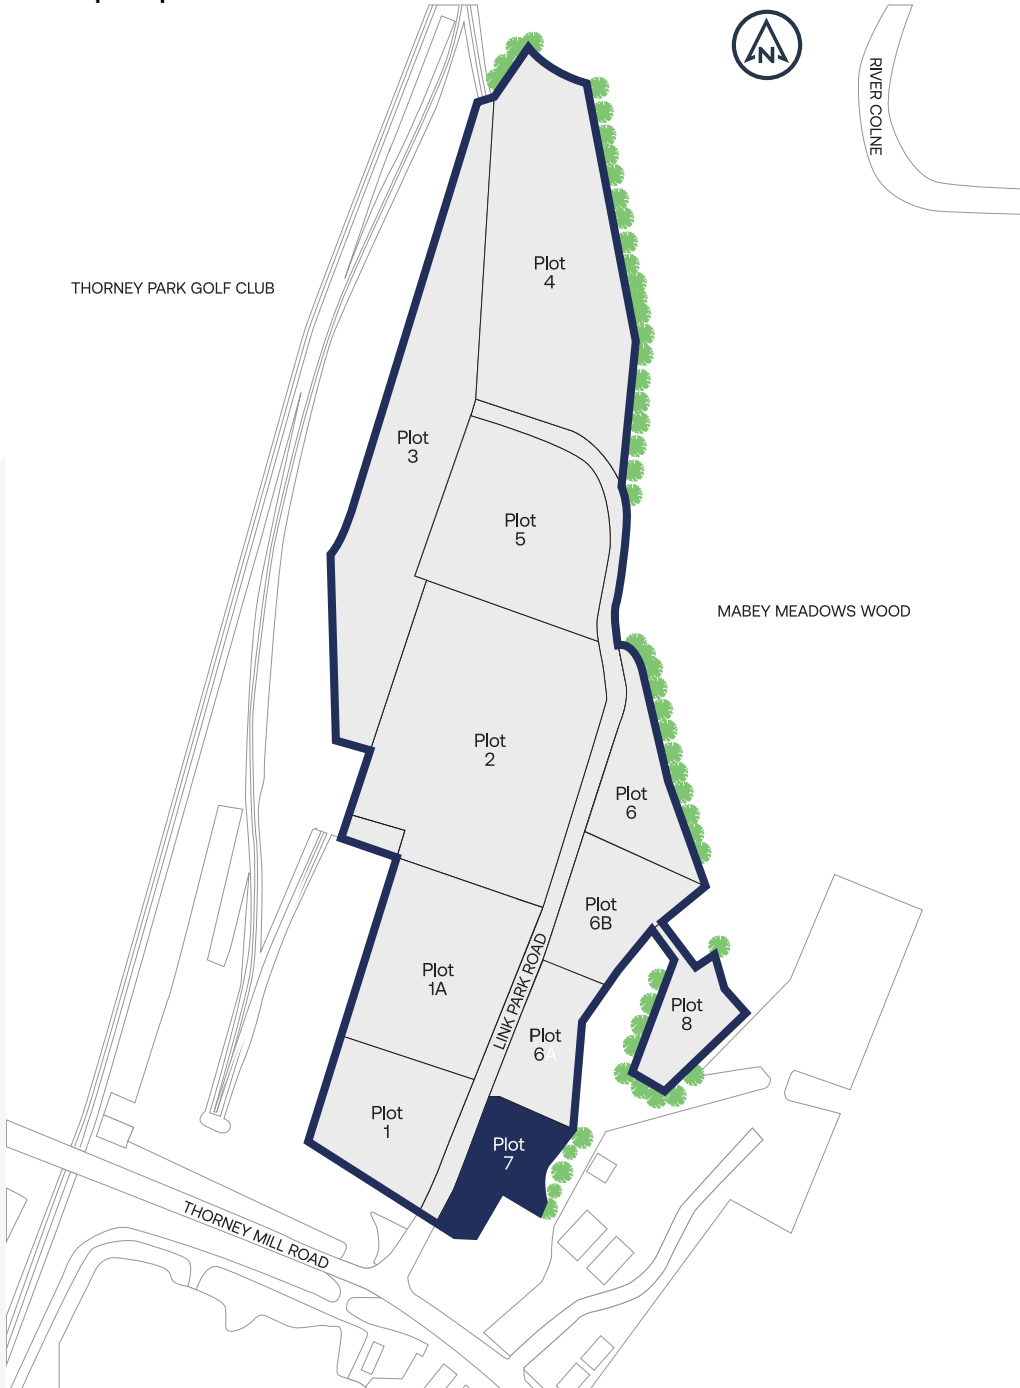 N
RIVER COLNE
Plot
4
THORNEY PARK GOLF CLUB
Plot
3
Plot
5
MABEY MEADOWS WOOD
Plot
2
Plot
6
Plot
6B
LINK PARK ROAD
Plot
1A
Plot
8
Plot
6A
Plot
1
Plot
7
THORNEY MILL ROAD